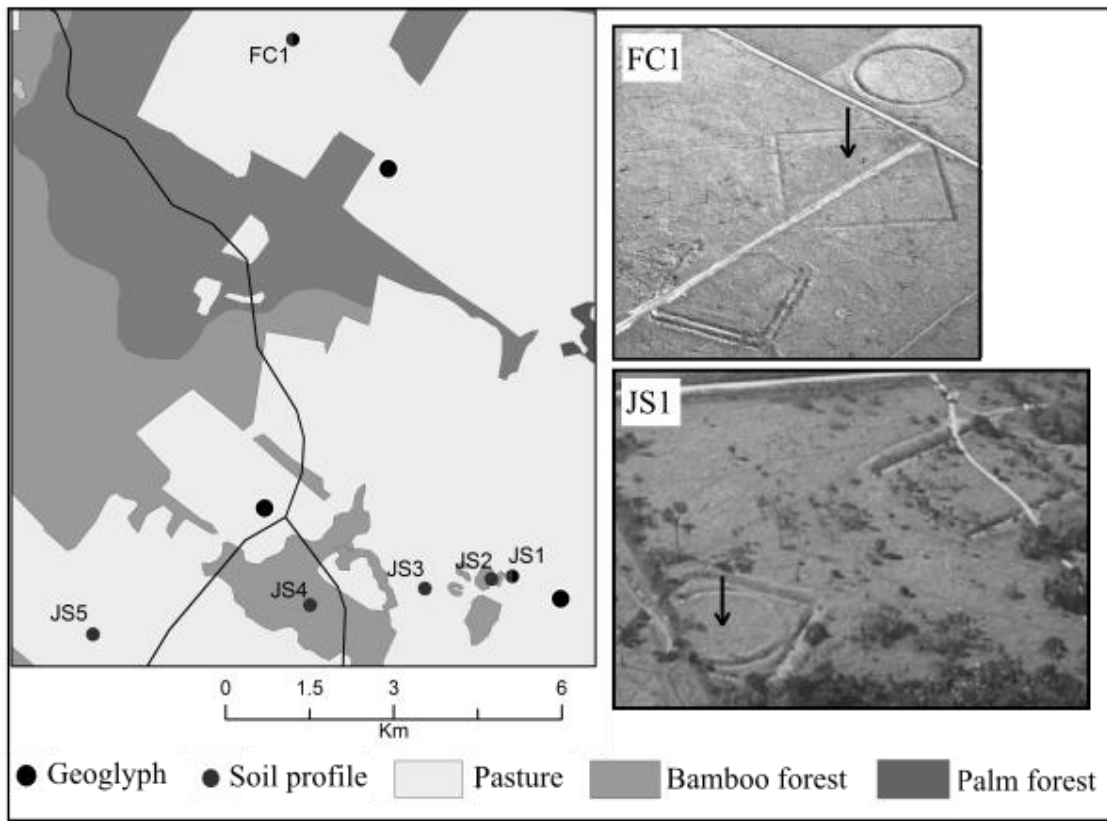 FC1
JS1
JS2
JS3
JS4
JS5
0 1.5 3 6
Km
FC1
JS1
Geoglyph Soil profile Pasture Bamboo forest Palm forest